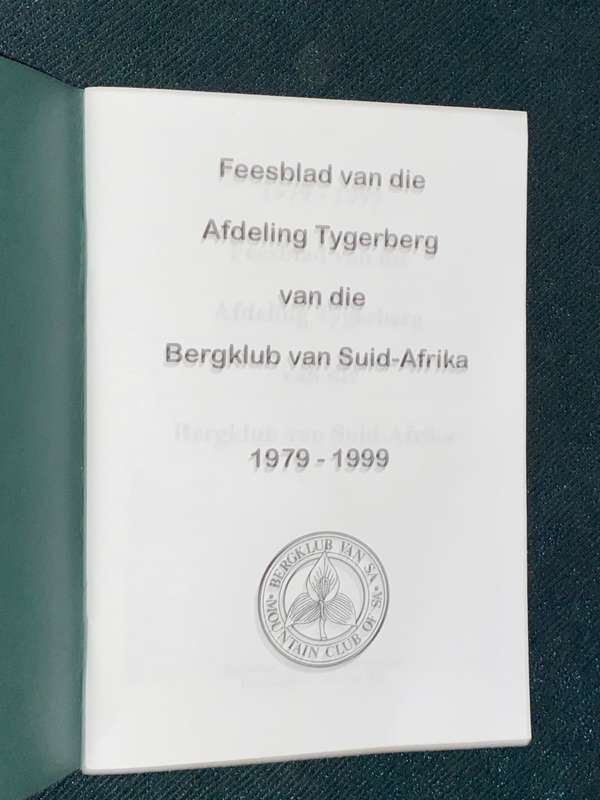 Feesblad van die
Afdeling Tygerberg
van die
Bergklub van Suid-Afrika
1979 - 1999
• BERGKLUB VAN SA •
MOUNTAIN CLUB OF SA